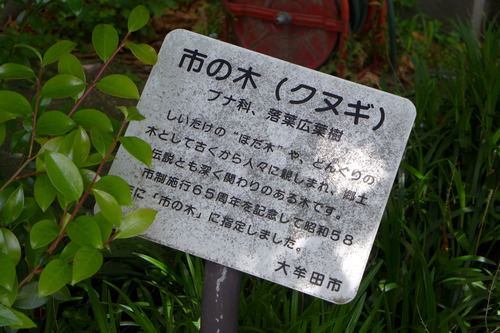 市の木（クヌギ）
ブナ科、落葉広葉樹
しいたけの“ほだ木”や、どんぐりの
木として古くから人々に親しまれ、郷土
伝説とも深く関わりのある木です。
市制施行65周年を記念して昭和58
年に「市の木」に指定しました。
大牟田市